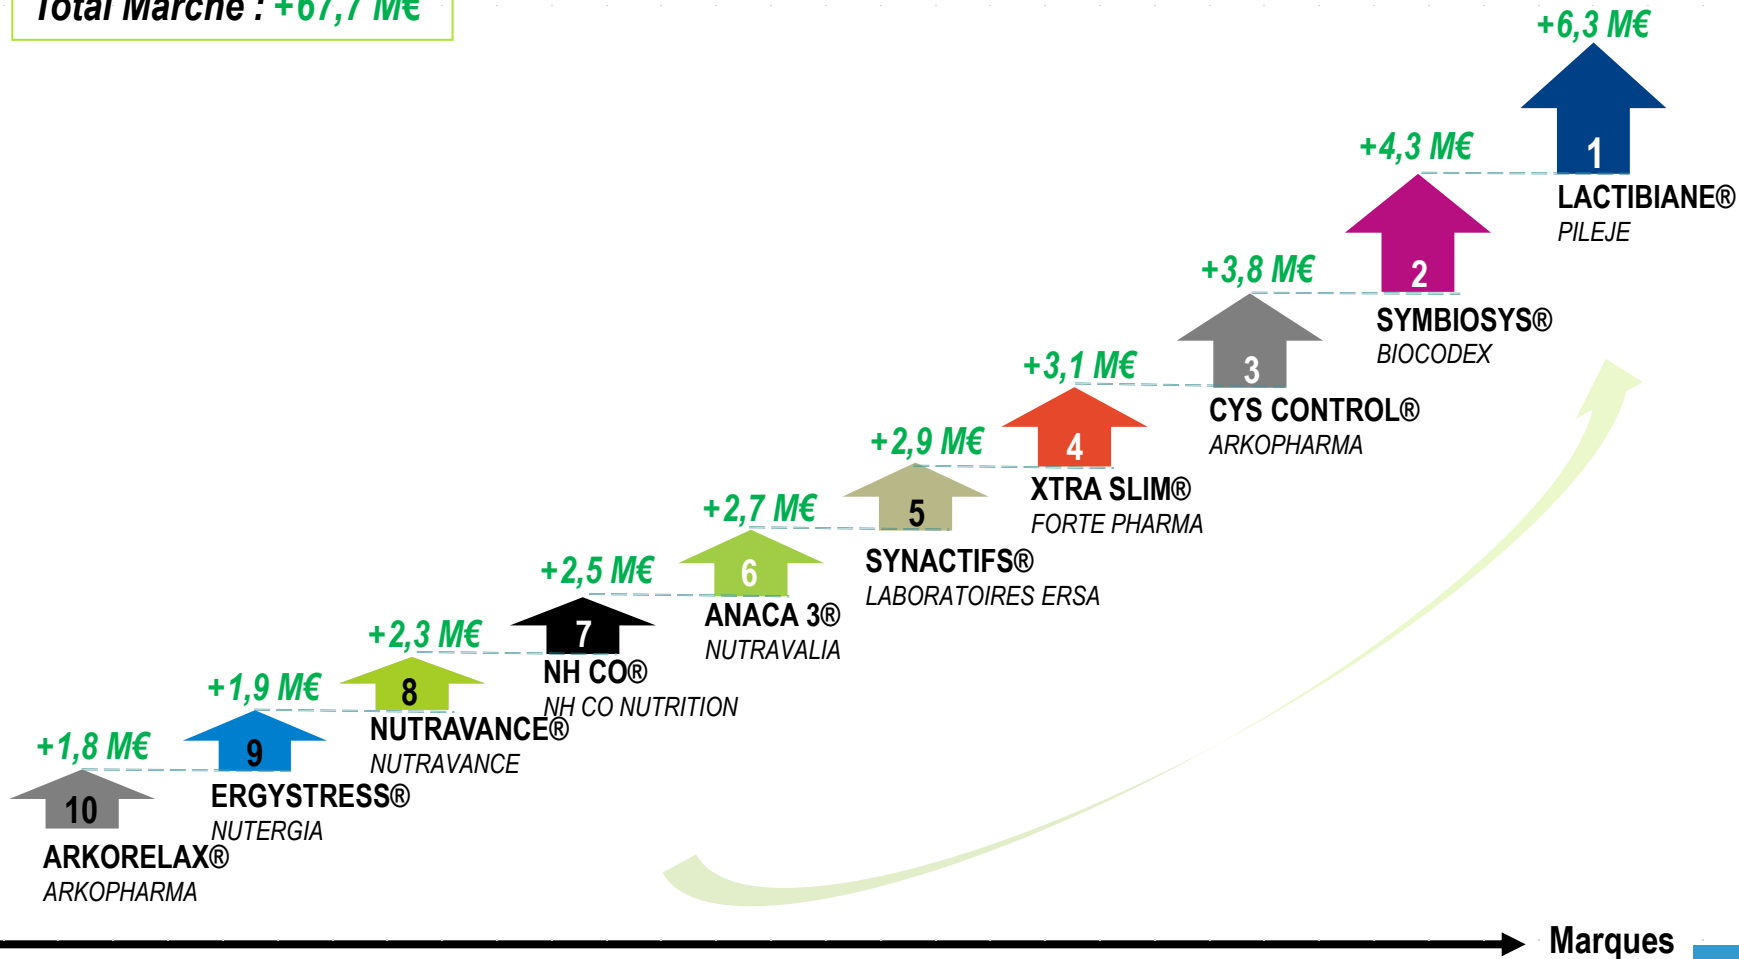 Total Marché : +67,7 M€
+6,3 M€
1
LACTIBIANE®
PILEJE
+4,3 M€
2
SYMBIOSYS®
BIOCODEX
+3,8 M€
3
CYS CONTROL®
ARKOPHARMA
+3,1 M€
4
XTRA SLIM®
FORTE PHARMA
+2,9 M€
5
SYNACTIFS®
LABORATOIRES ERSA
+2,7 M€
6
ANACA 3®
NUTRAVALIA
+2,5 M€
7
NH CO®
NH CO NUTRITION
+2,3 M€
8
NUTRAVANCE®
NUTRAVANCE
+1,9 M€
9
ERGYSTRESS®
NUTERGIA
+1,8 M€
10
ARKORELAX®
ARKOPHARMA
Marques